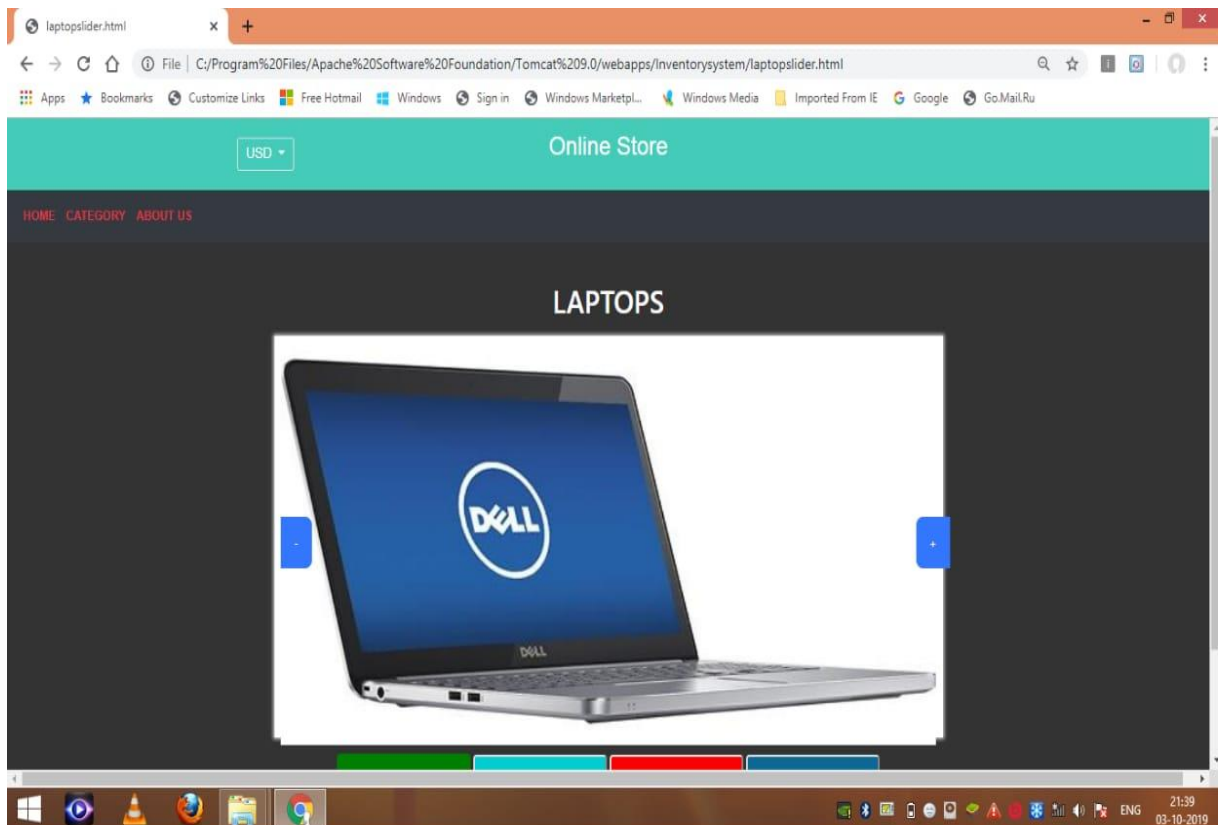 laptopslider.html
File | C:/Program%20Files/Apache%20Software%20Foundation/Tomcat%209.0/webapps/Inventorysystem/laptopslider.html
Apps Bookmarks Customize Links Free Hotmail Windows Sign in Windows Marketpl... Windows Media Imported From IE Google Go.Mail.Ru
USD Online Store
HOME CATEGORY ABOUT US
LAPTOPS
DELL
- +
DELL
ENG 21:39
03-10-2019